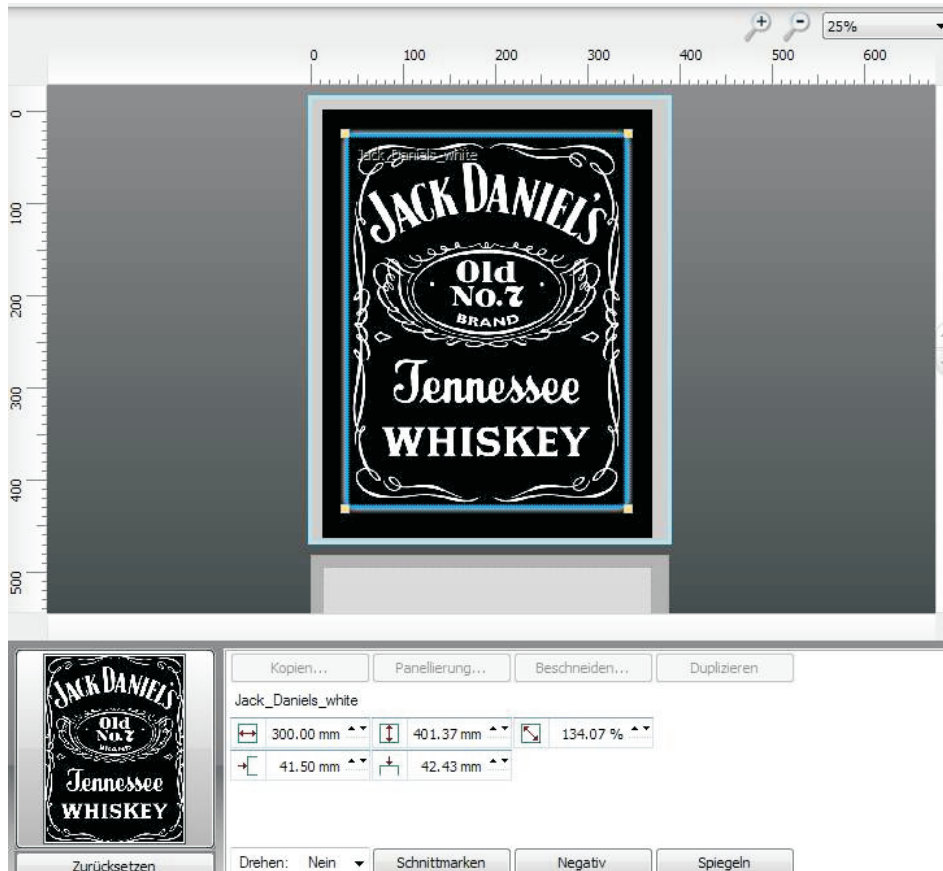 25%
0 100 200 300 400 500 600
0
100
200
300
400
500
Jack_Daniels_white
JACK DANIEL'S
Old
No.7
BRAND
Tennessee
WHISKEY
Kopien... Panellierung... Beschneiden... Duplizieren
Jack_Daniels_white
300.00 mm 401.37 mm 134.07 %
41.50 mm 42.43 mm
JACK DANIEL'S
Old
No.7
BRAND
Tennessee
WHISKEY
Zurücksetzen
Drehen: Nein Schnittmarken Negativ Spiegeln